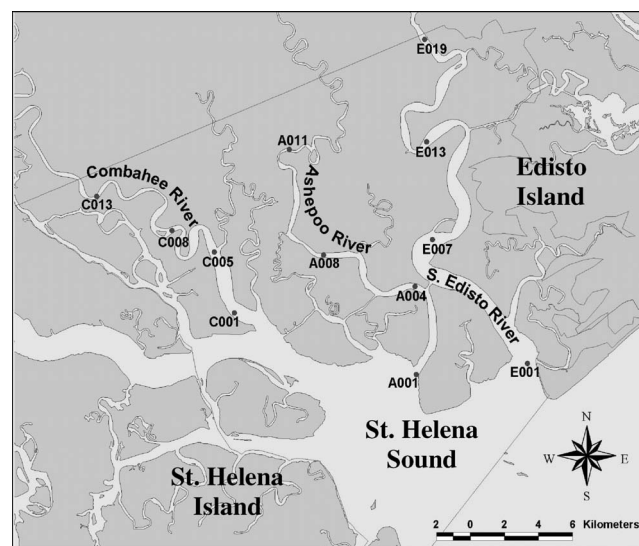 E019
A011
E013
Edisto
Island
Combahee River
Ashepoo River
C013
C008
C005
A008
E007
A004
S. Edisto River
C001
A001
E001
St. Helena
Sound
St. Helena
Island
N
W E
S
2 0 2 4 6 Kilometers